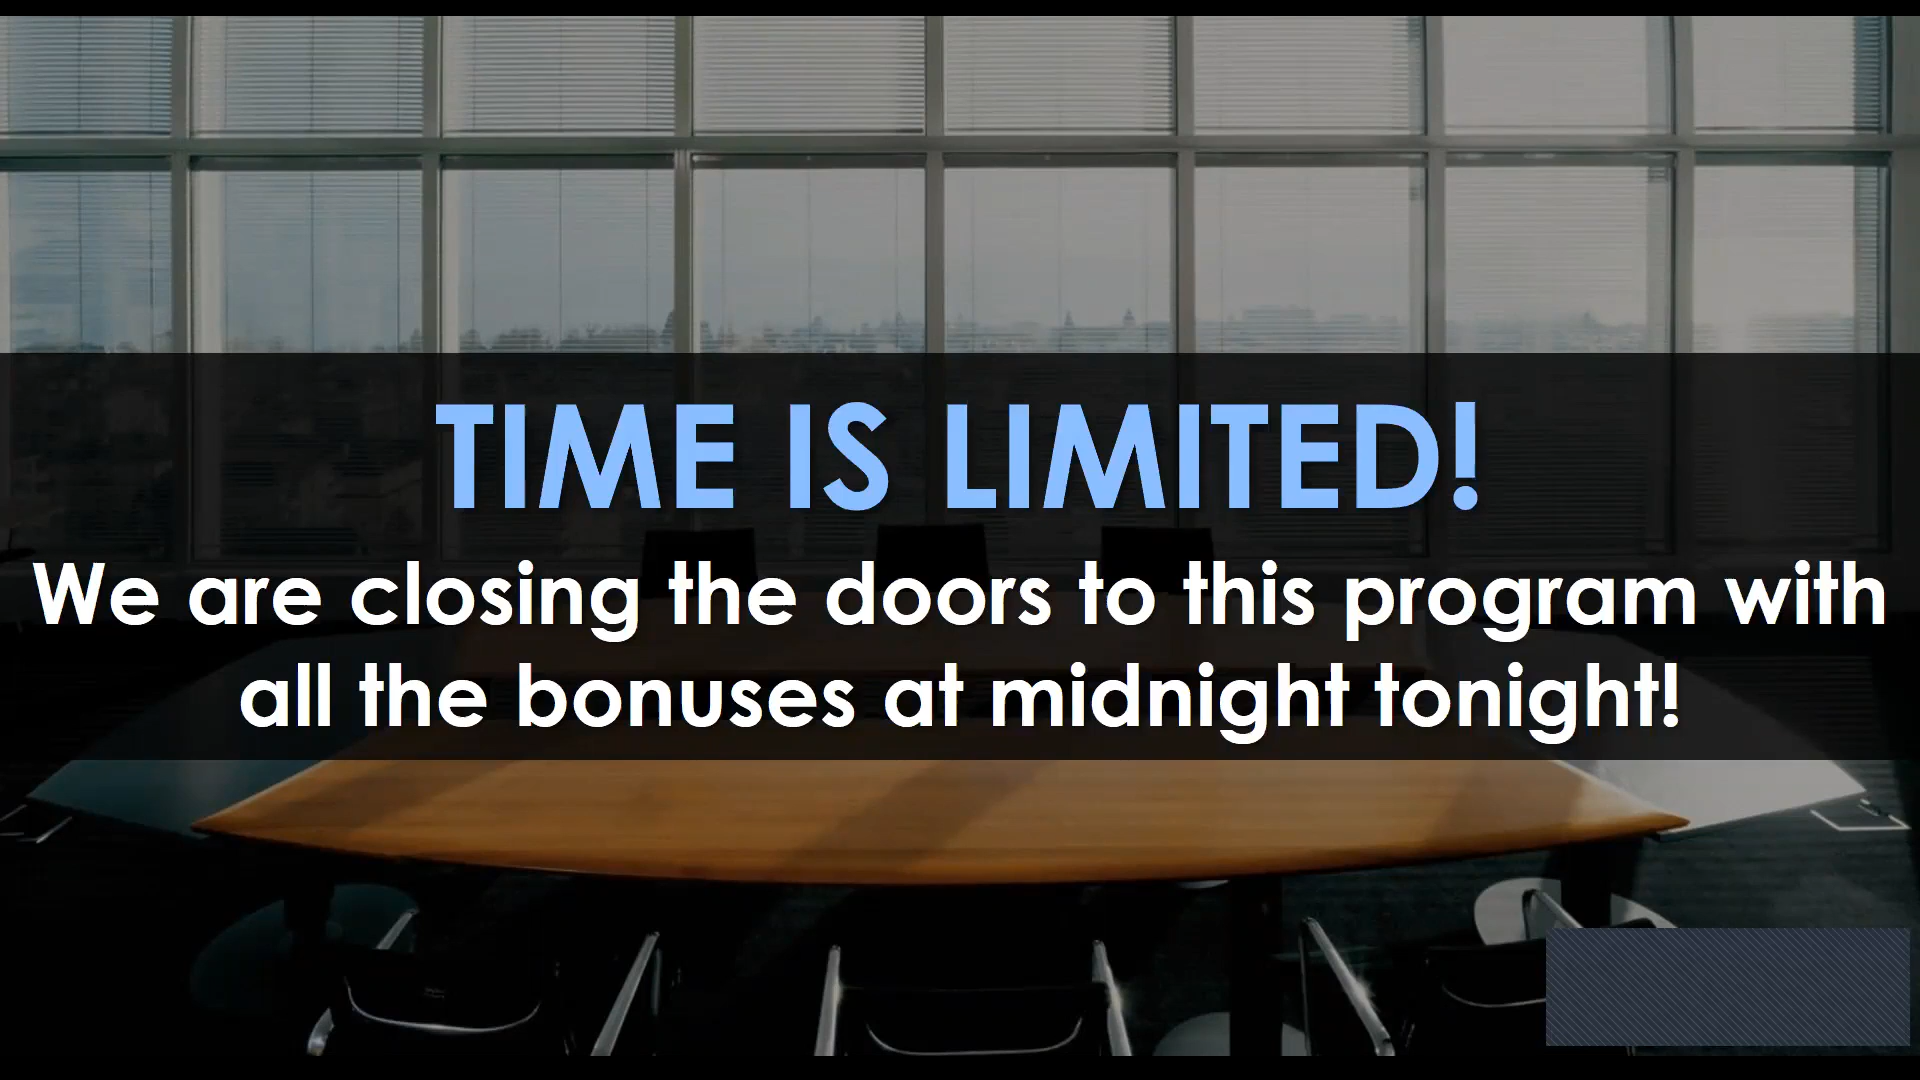 TIME IS LIMITED!
We are closing the doors to this program with
all the bonuses at midnight tonight!